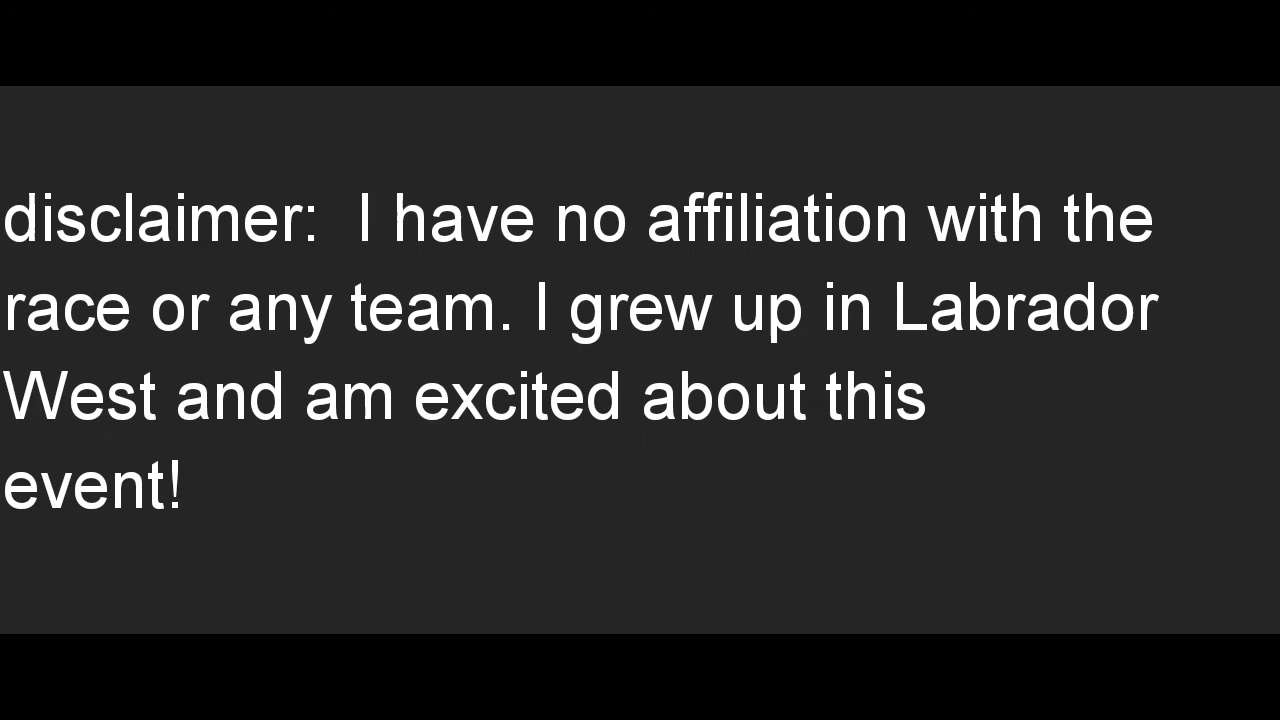 disclaimer:  I have no affiliation with the
race or any team. I grew up in Labrador
West and am excited about this
event!